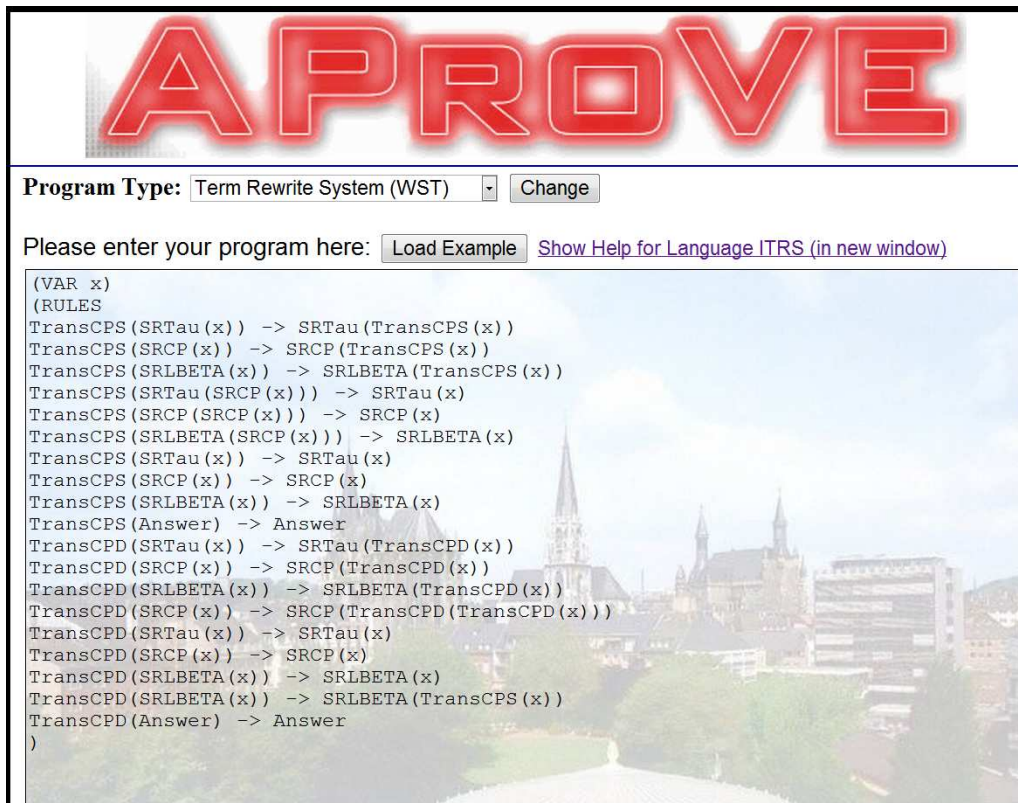 APROVE
Program Type: Term Rewrite System (WST) Change
Please enter your program here: Load Example Show Help for Language ITRS (in new window)
(VAR x)
(RULES
TransCPS(SRTau(x)) -> SRTau(TransCPS(x))
TransCPS(SRCP(x)) -> SRCP(TransCPS(x))
TransCPS(SRLBETA(x)) -> SRLBETA(TransCPS(x))
TransCPS(SRTau(SRCP(x))) -> SRTau(x)
TransCPS(SRCP(SRCP(x))) -> SRCP(x)
TransCPS(SRLBETA(SRCP(x))) -> SRLBETA(x)
TransCPS(SRTau(x)) -> SRTau(x)
TransCPS(SRCP(x)) -> SRCP(x)
TransCPS(SRLBETA(x)) -> SRLBETA(x)
TransCPS(Answer) -> Answer
TransCPD(SRTau(x)) -> SRTau(TransCPD(x))
TransCPD(SRCP(x)) -> SRCP(TransCPD(x))
TransCPD(SRLBETA(x)) -> SRLBETA(TransCPD(x))
TransCPD(SRCP(x)) -> SRCP(TransCPD(TransCPD(x)))
TransCPD(SRTau(x)) -> SRTau(x)
TransCPD(SRCP(x)) -> SRCP(x)
TransCPD(SRLBETA(x)) -> SRLBETA(x)
TransCPD(SRLBETA(x)) -> SRLBETA(TransCPS(x))
TransCPD(Answer) -> Answer
)